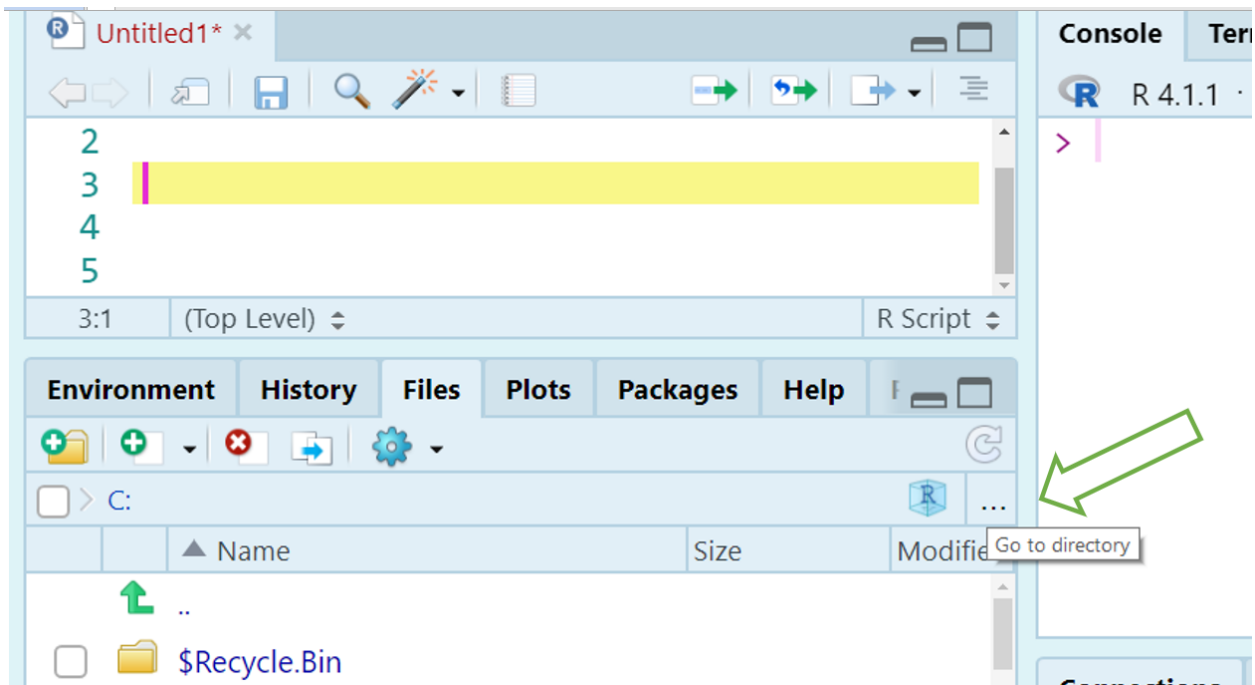 Untitled1*
Console
Terr
R 4.1.1 ·
2
3
4
5
>
3:1 (Top Level) R Script
Environment History Files Plots Packages Help
C: ...
Go to directory
Name Size Modifie
..
$Recycle.Bin
Connections